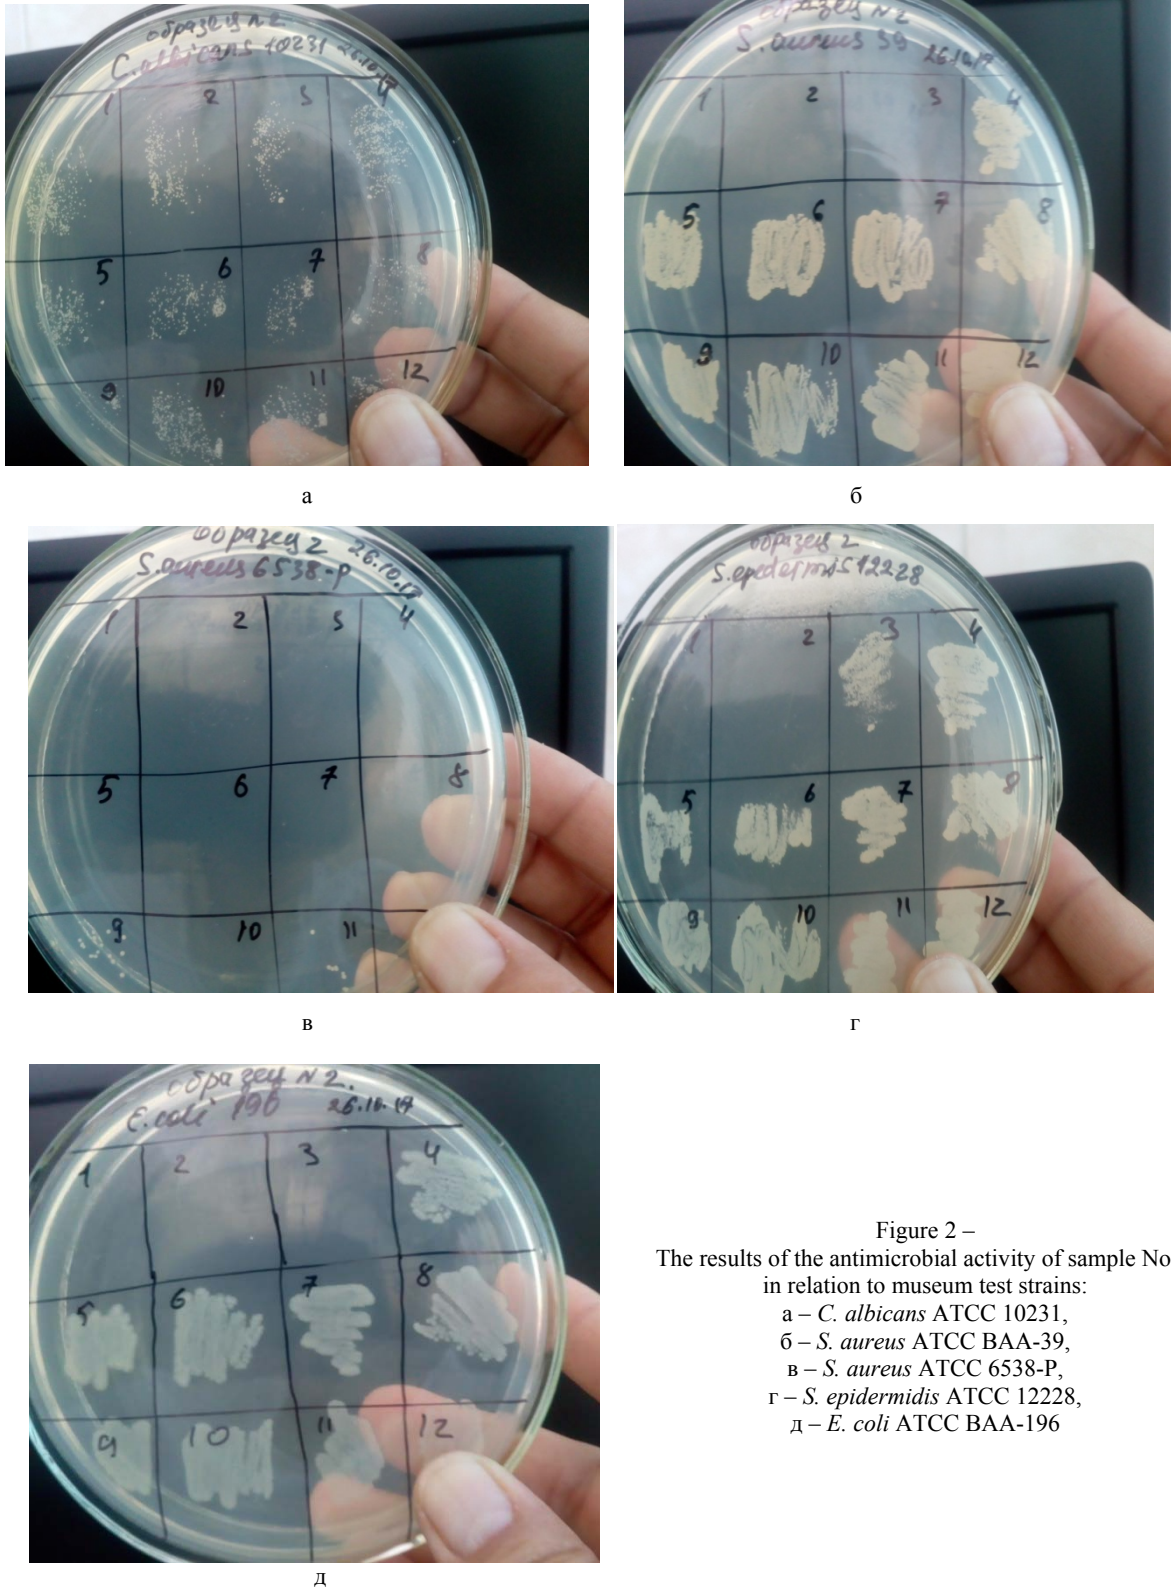 образец N2
C. albicans 10231 26.10.17
1 2 3 4
5 6 7 8
9 10 11 12
а
образец N2
S. aureus 39
26.10.17
1 2 3 4
5 6 7 8
9 10 11 12
б
образец 2 26.10.17
S. aureus 6538-P
1 2 3 4
5 6 7 8
9 10 11
в
образец 2
S. epidermis 12228
1 2 3 4
5 6 7 8
9 10 11 12
г
образец N2.
E. coli 196 26.10.17
1 2 3 4
5 6 7 8
9 10 11 12
д
Figure 2 –
The results of the antimicrobial activity of sample No
in relation to museum test strains:
а – C. albicans ATCC 10231,
б – S. aureus ATCC BAA-39,
в – S. aureus ATCC 6538-P,
г – S. epidermidis ATCC 12228,
д – E. coli ATCC BAA-196